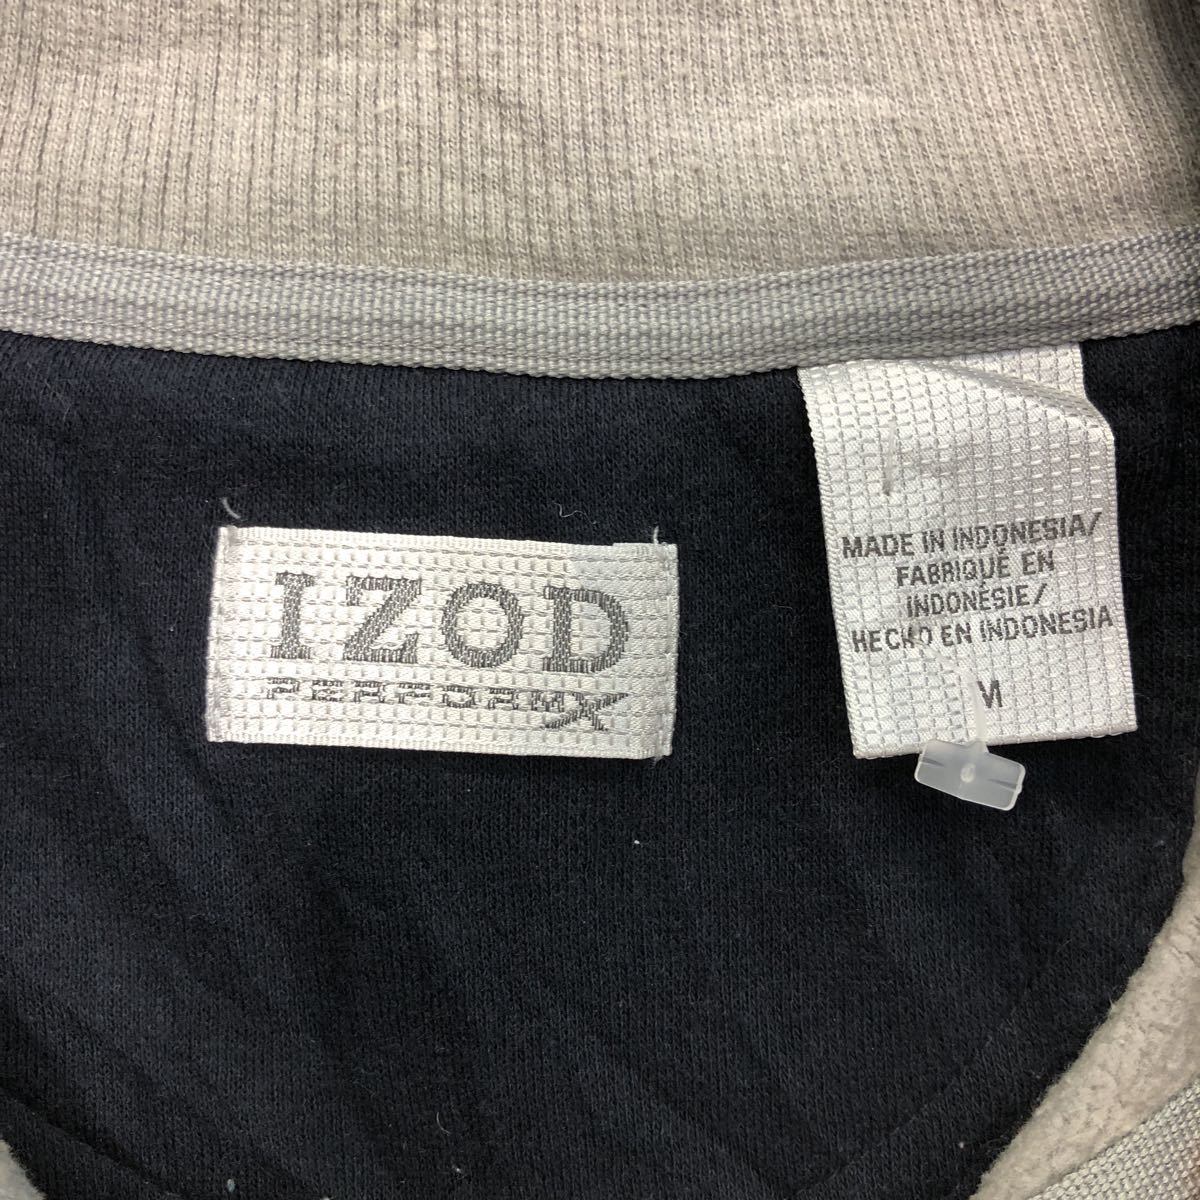 IZOD
PERFORMX
MADE IN INDONESIA/
FABRIQUÉ EN
INDONÉSIE/
HECHO EN INDONESIA
M